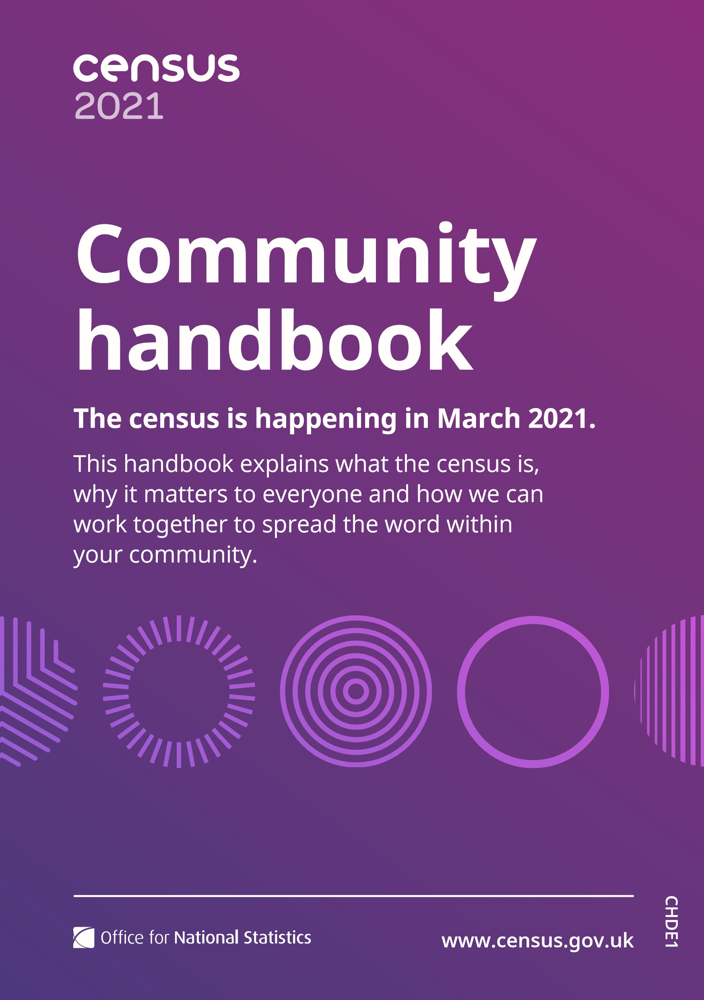 census
2021
Community
handbook
The census is happening in March 2021.
This handbook explains what the census is,
why it matters to everyone and how we can
work together to spread the word within
your community.
Office for National Statistics
www.census.gov.uk
CHDE1